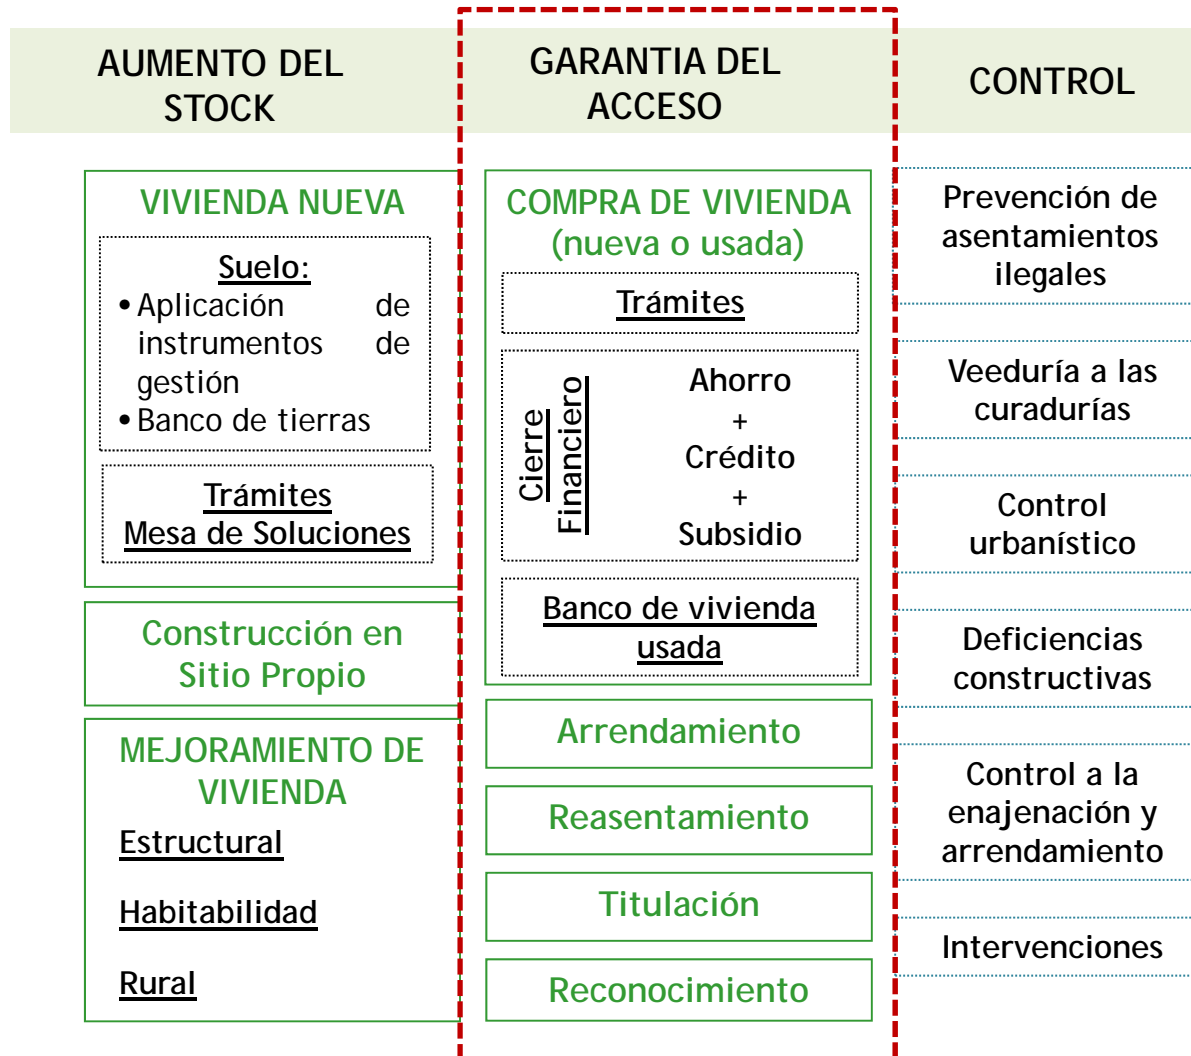 AUMENTO DEL
STOCK
VIVIENDA NUEVA
Suelo:
•Aplicación de
instrumentos de
gestión
•Banco de tierras
Trámites
Mesa de Soluciones
Construcción en
Sitio Propio
MEJORAMIENTO DE
VIVIENDA
Estructural
Habitabilidad
Rural
GARANTIA DEL
ACCESO
COMPRA DE VIVIENDA
(nueva o usada)
Trámites
Cierre
Financiero
Ahorro
+
Crédito
+
Subsidio
Banco de vivienda
usada
Arrendamiento
Reasentamiento
Titulación
Reconocimiento
CONTROL
Prevención de
asentamientos
ilegales
Veeduría a las
curadurías
Control
urbanístico
Deficiencias
constructivas
Control a la
enajenación y
arrendamiento
Intervenciones